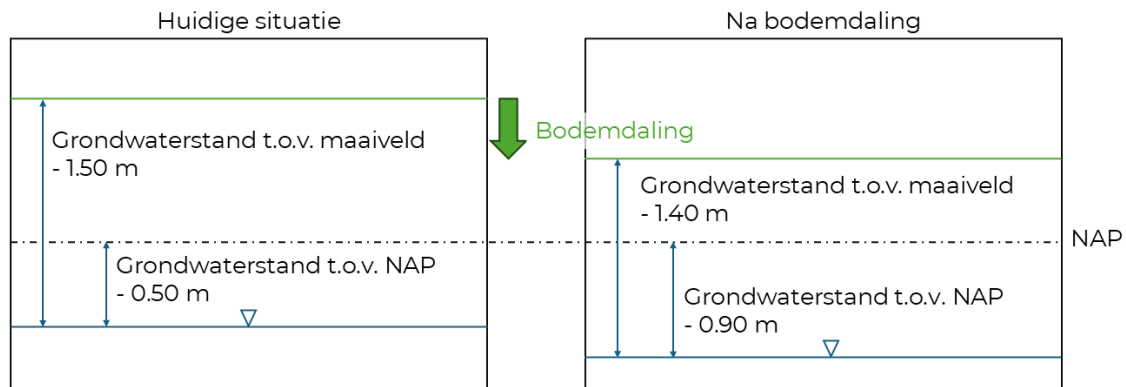 Huidige situatie
Grondwaterstand t.o.v. maaiveld
- 1.50 m
Grondwaterstand t.o.v. NAP
- 0.50 m
Bodemdaling
Na bodemdaling
Grondwaterstand t.o.v. maaiveld
- 1.40 m
Grondwaterstand t.o.v. NAP
- 0.90 m
NAP